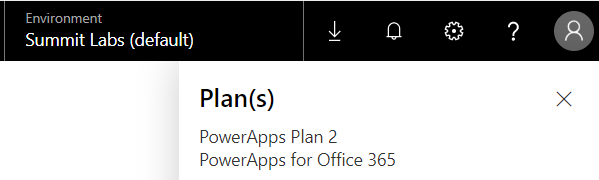 Environment
Summit Labs (default)
Plan(s)
PowerApps Plan 2
PowerApps for Office 365